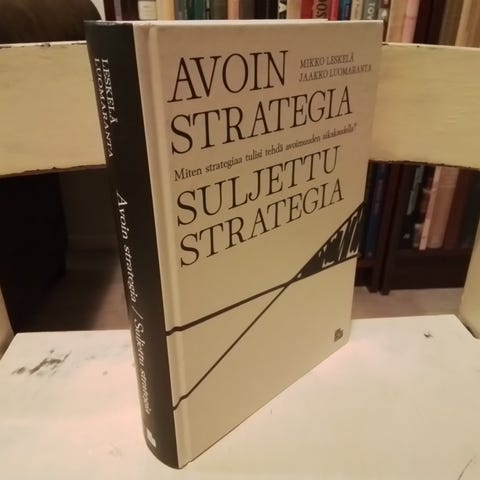 MIKKO LESKELÄ
JAAKKO LUOMARANTA
AVOIN
STRATEGIA
Miten strategiaa tulisi tehdä avoimuuden aikakaudella?
SULJETTU
STRATEGIA
LESKELÄ
LUOMARANTA
Avoin strategia / Suljettu strategia